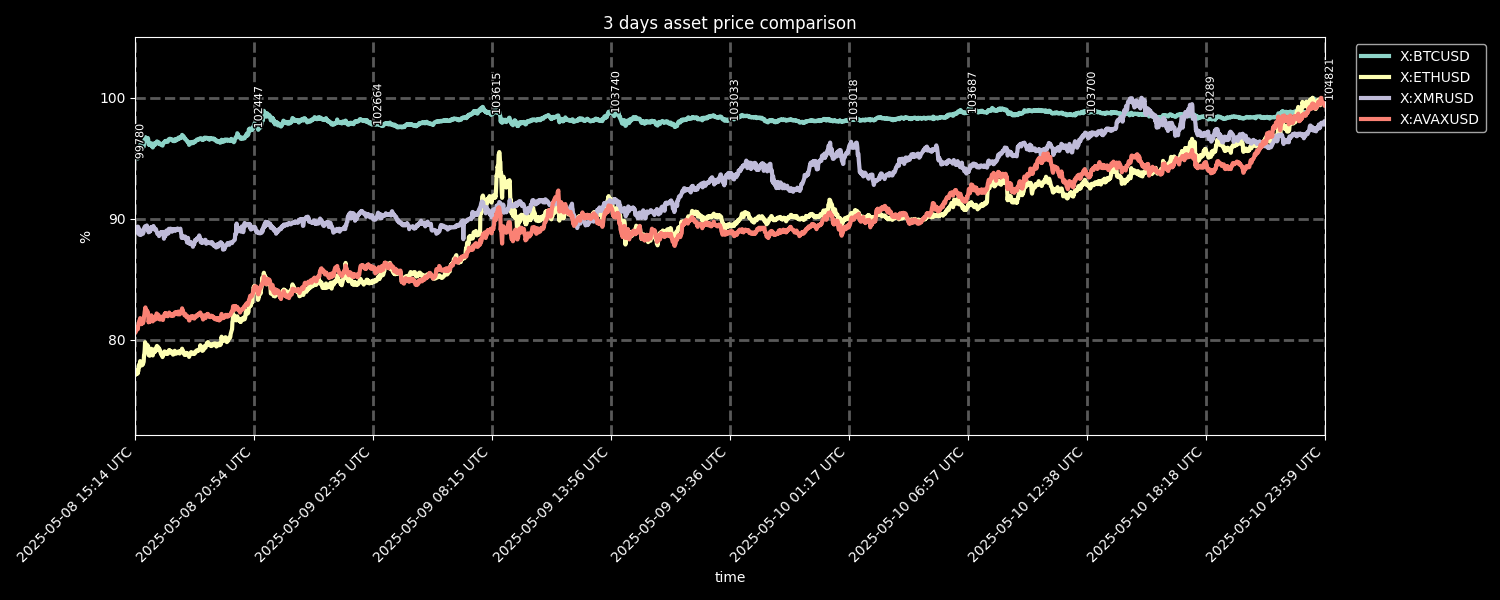 3 days asset price comparison
X:BTCUSD
X:ETHUSD
X:XMRUSD
X:AVAXUSD
100
90
80
%
99780
102447
102664
103615
103740
103033
103018
103687
103700
103289
104821
2025-05-08 15:14 UTC
2025-05-08 20:54 UTC
2025-05-09 02:35 UTC
2025-05-09 08:15 UTC
2025-05-09 13:56 UTC
2025-05-09 19:36 UTC
2025-05-10 01:17 UTC
2025-05-10 06:57 UTC
2025-05-10 12:38 UTC
2025-05-10 18:18 UTC
2025-05-10 23:59 UTC
time